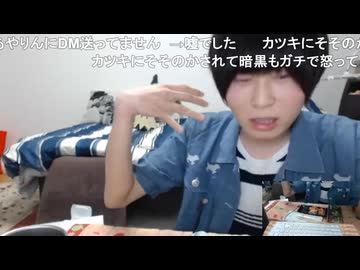 うやりんにDM送ってません →嘘でした カツキにそそのか
カツキにそそのかされて暗黒もガチで怒って